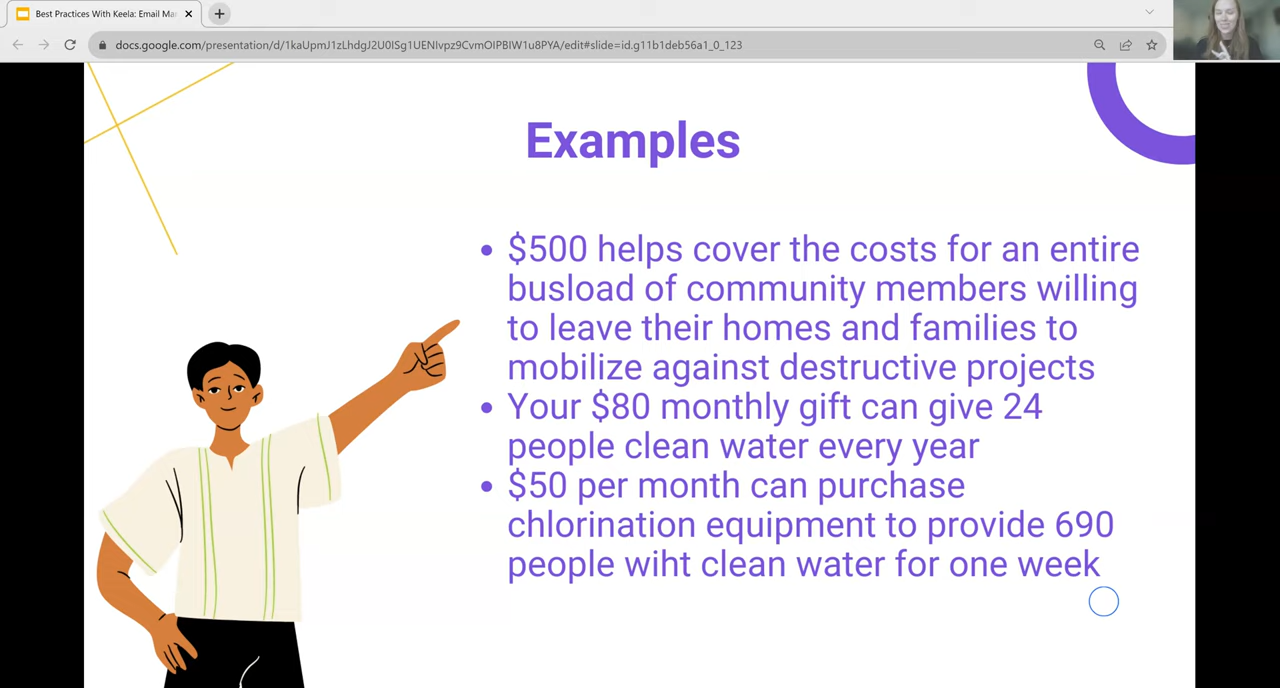 Best Practices With Keela: Email Ma
docs.google.com/presentation/d/1kaUpmJ1zLhdgJ2U0ISg1UENIvpz9CvmOIPBIW1u8PYA/edit#slide=id.g11b1deb56a1_0_123
Examples
• $500 helps cover the costs for an entire
busload of community members willing
to leave their homes and families to
mobilize against destructive projects
• Your $80 monthly gift can give 24
people clean water every year
• $50 per month can purchase
chlorination equipment to provide 690
people wiht clean water for one week